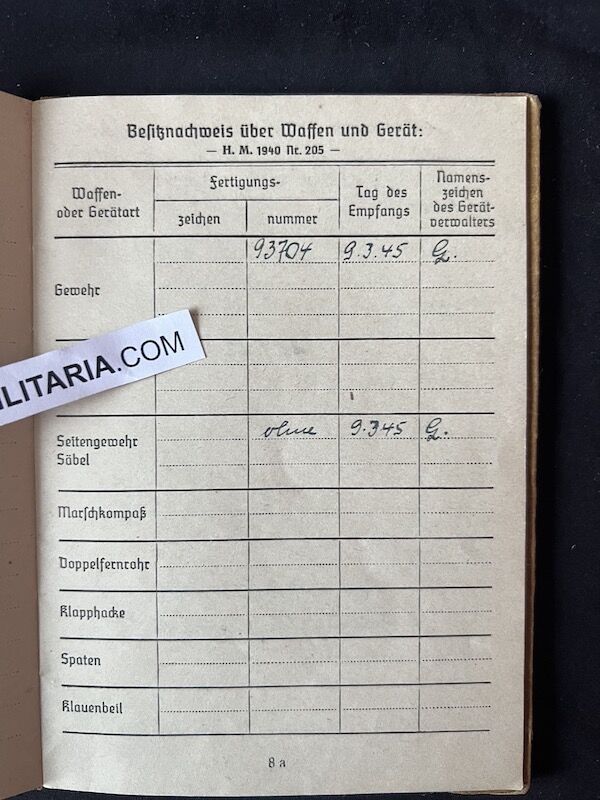 Besitznachweis über Waffen und Gerät:
— H. M. 1940 Nr. 205 —
Waffen-
oder Gerätart
Fertigungs-
zeichen
nummer
Tag des
Empfangs
Namens-
zeichen
des Gerät-
verwalters
Gewehr
93704 9.3.45 G.
ILITARIA.COM
Seitengewehr
Säbel
ohne 9.3.45 G.
Marschkompaß
Doppelfernrohr
Klapphacke
Spaten
Klauenbeil
8 a